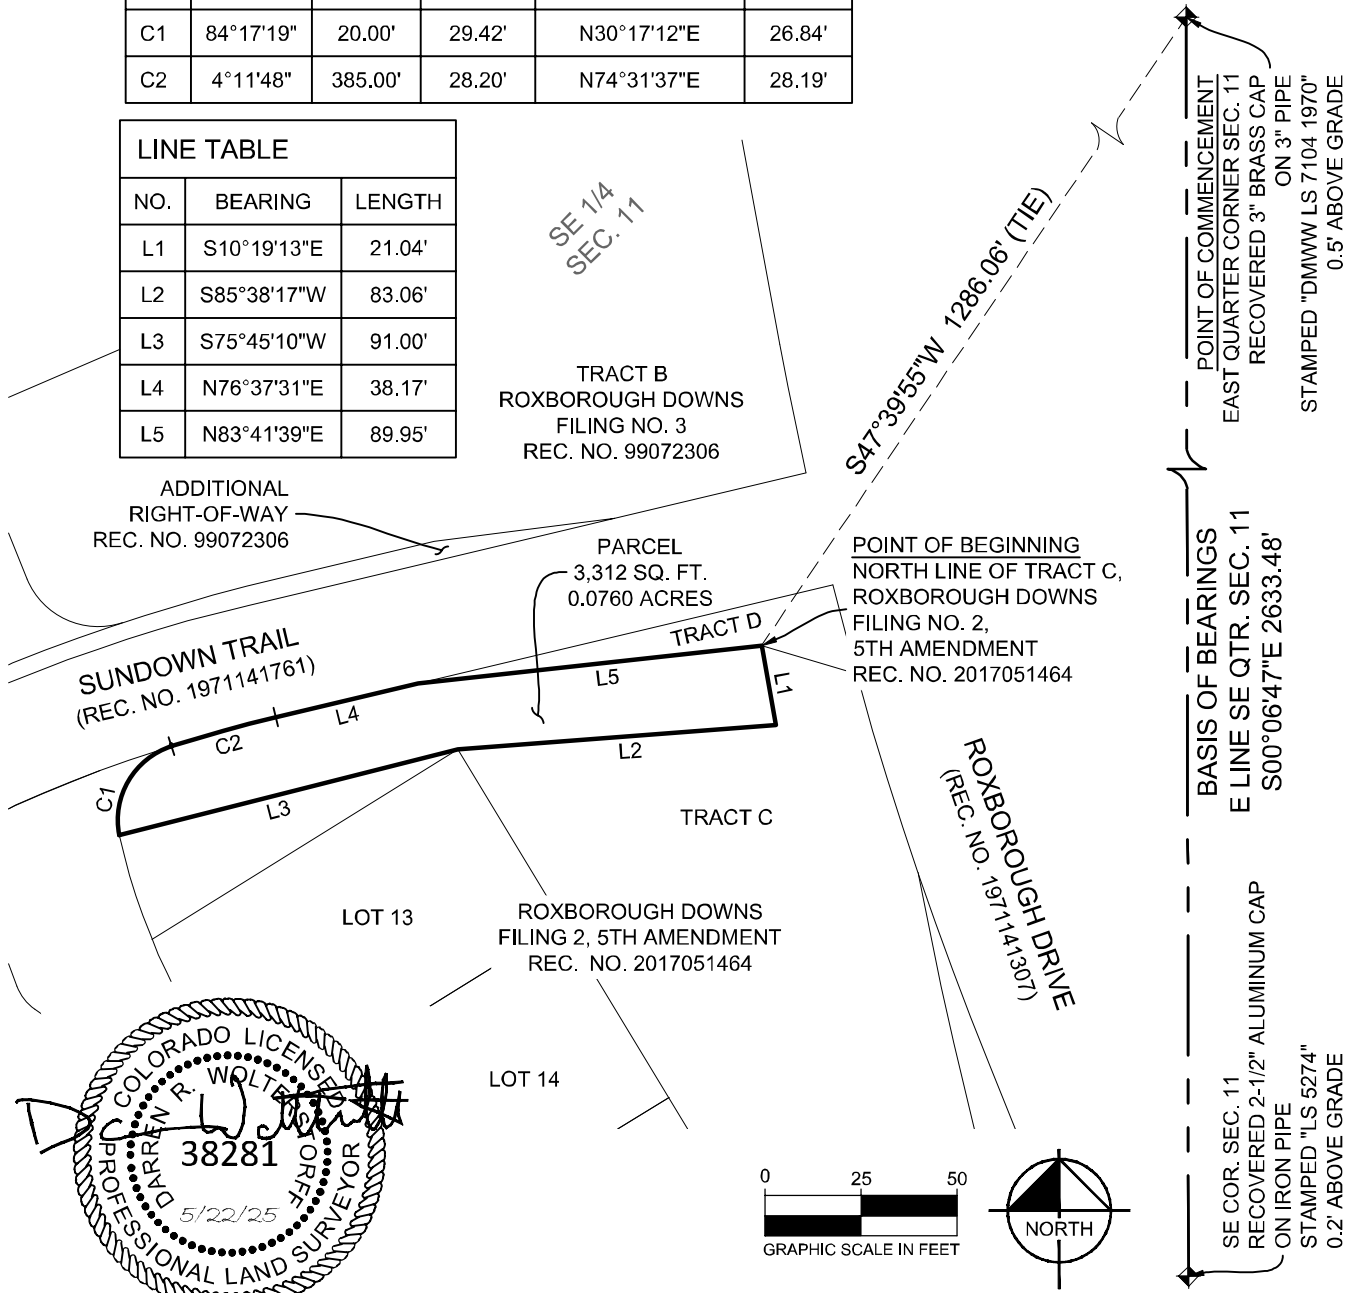 C1 84°17'19" 20.00' 29.42' N30°17'12"E 26.84'
C2 4°11'48" 385.00' 28.20' N74°31'37"E 28.19'
LINE TABLE
NO. BEARING LENGTH
L1 S10°19'13"E 21.04'
L2 S85°38'17"W 83.06'
L3 S75°45'10"W 91.00'
L4 N76°37'31"E 38.17'
L5 N83°41'39"E 89.95'
SE 1/4
SEC. 11
TRACT B
ROXBOROUGH DOWNS
FILING NO. 3
REC. NO. 99072306
ADDITIONAL
RIGHT-OF-WAY
REC. NO. 99072306
PARCEL
3,312 SQ. FT.
0.0760 ACRES
S47°39'55"W 1286.06' (TIE)
POINT OF COMMENCEMENT
EAST QUARTER CORNER SEC. 11
RECOVERED 3" BRASS CAP
ON 3" PIPE
STAMPED "DMWW LS 7104 1970"
0.5' ABOVE GRADE
POINT OF BEGINNING
NORTH LINE OF TRACT C,
ROXBOROUGH DOWNS
FILING NO. 2,
5TH AMENDMENT
REC. NO. 2017051464
BASIS OF BEARINGS
E LINE SE QTR. SEC. 11
S00°06'47"E 2633.48'
SUNDOWN TRAIL
(REC. NO. 1971141761)
TRACT D
L5
L1
L4
C2
L2
C1
L3
TRACT C
ROXBOROUGH DRIVE
(REC. NO. 1971141307)
LOT 13
ROXBOROUGH DOWNS
FILING 2, 5TH AMENDMENT
REC. NO. 2017051464
LOT 14
COLORADO LICENSED
DARREN R. WOLTERSTORFF
38281
5/22/25
PROFESSIONAL LAND SURVEYOR
0 25 50
GRAPHIC SCALE IN FEET
NORTH
SE COR. SEC. 11
RECOVERED 2-1/2" ALUMINUM CAP
ON IRON PIPE
STAMPED "LS 5274"
0.2' ABOVE GRADE